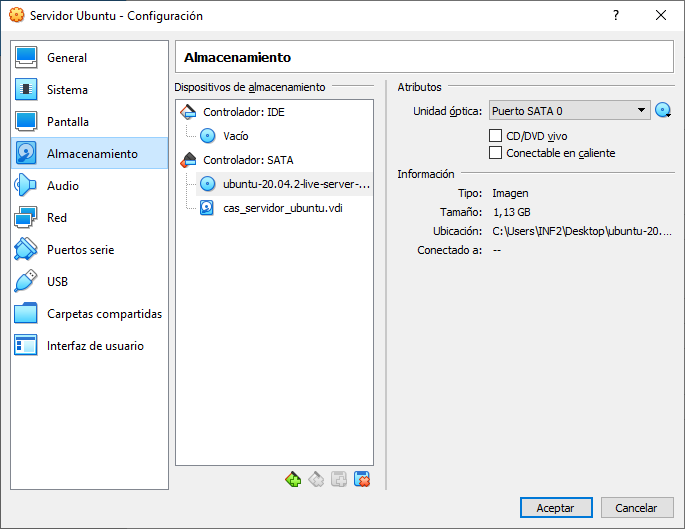 Servidor Ubuntu - Configuración
General
Sistema
Pantalla
Almacenamiento
Audio
Red
Puertos serie
USB
Carpetas compartidas
Interfaz de usuario
Almacenamiento
Dispositivos de almacenamiento
Controlador: IDE
Vacío
Controlador: SATA
ubuntu-20.04.2-live-server-...
cas_servidor_ubuntu.vdi
Atributos
Unidad óptica: Puerto SATA 0
CD/DVD vivo
Conectable en caliente
Información
Tipo: Imagen
Tamaño: 1,13 GB
Ubicación: C:\Users\INF2\Desktop\ubuntu-20....
Conectado a: --
Aceptar Cancelar